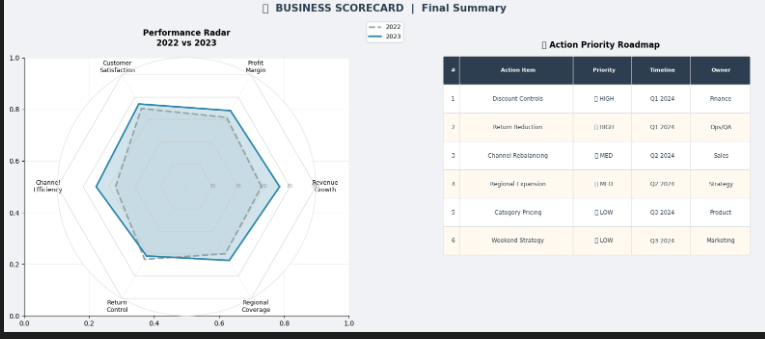 BUSINESS SCORECARD | Final Summary
Performance Radar
2022 vs 2023
2022
2023
Customer
Satisfaction
Profit
Margin
Channel
Efficiency
Revenue
Growth
Return
Control
Regional
Coverage
1.0
0.8
0.6
0.4
0.2
0.0
0.0 0.2 0.4 0.6 0.8 1.0
Action Priority Roadmap
# Action Item Priority Timeline Owner
1 Discount Controls HIGH Q1 2024 Finance
2 Return Reduction HIGH Q1 2024 Ops/QA
3 Channel Rebalancing MED Q2 2024 Sales
4 Regional Expansion MED Q2 2024 Strategy
5 Category Pricing LOW Q3 2024 Product
6 Weekend Strategy LOW Q3 2024 Marketing